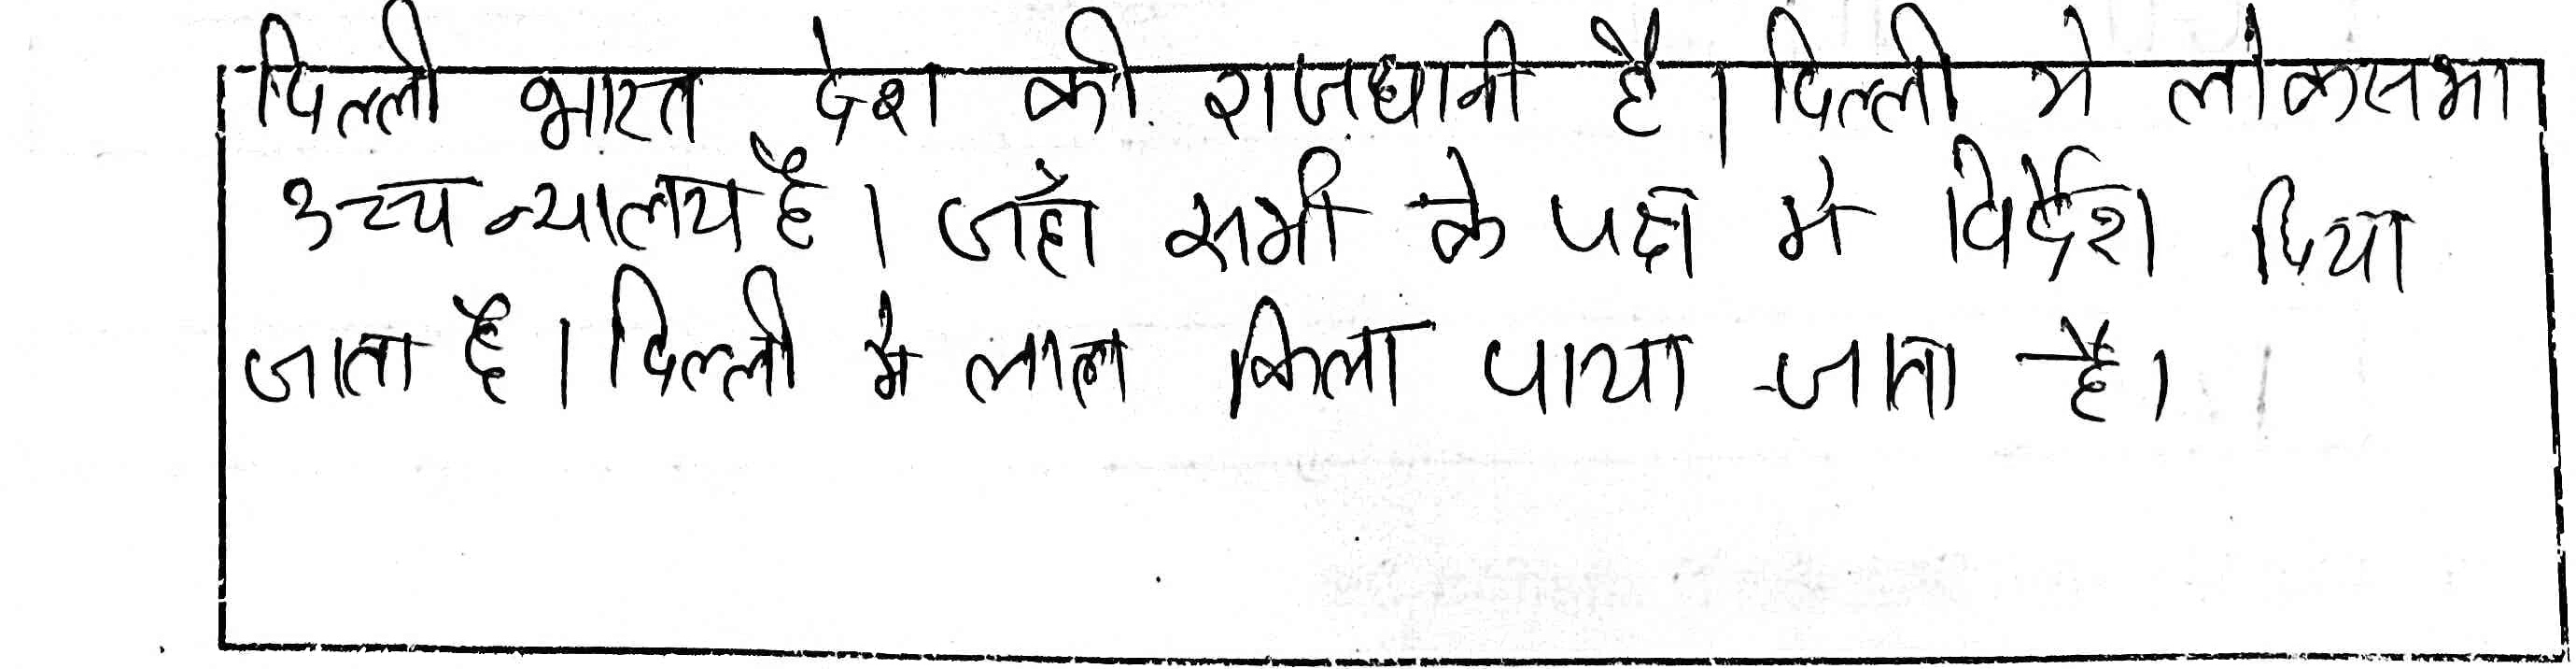 दिल्ली भारत देश की राजधानी है। दिल्ली मे लोकसभा
उच्च न्यालय है। जहाँ सभी के पक्ष मे निर्देश दिया
जाता है। दिल्ली मे लाल किला पाया जाता है।